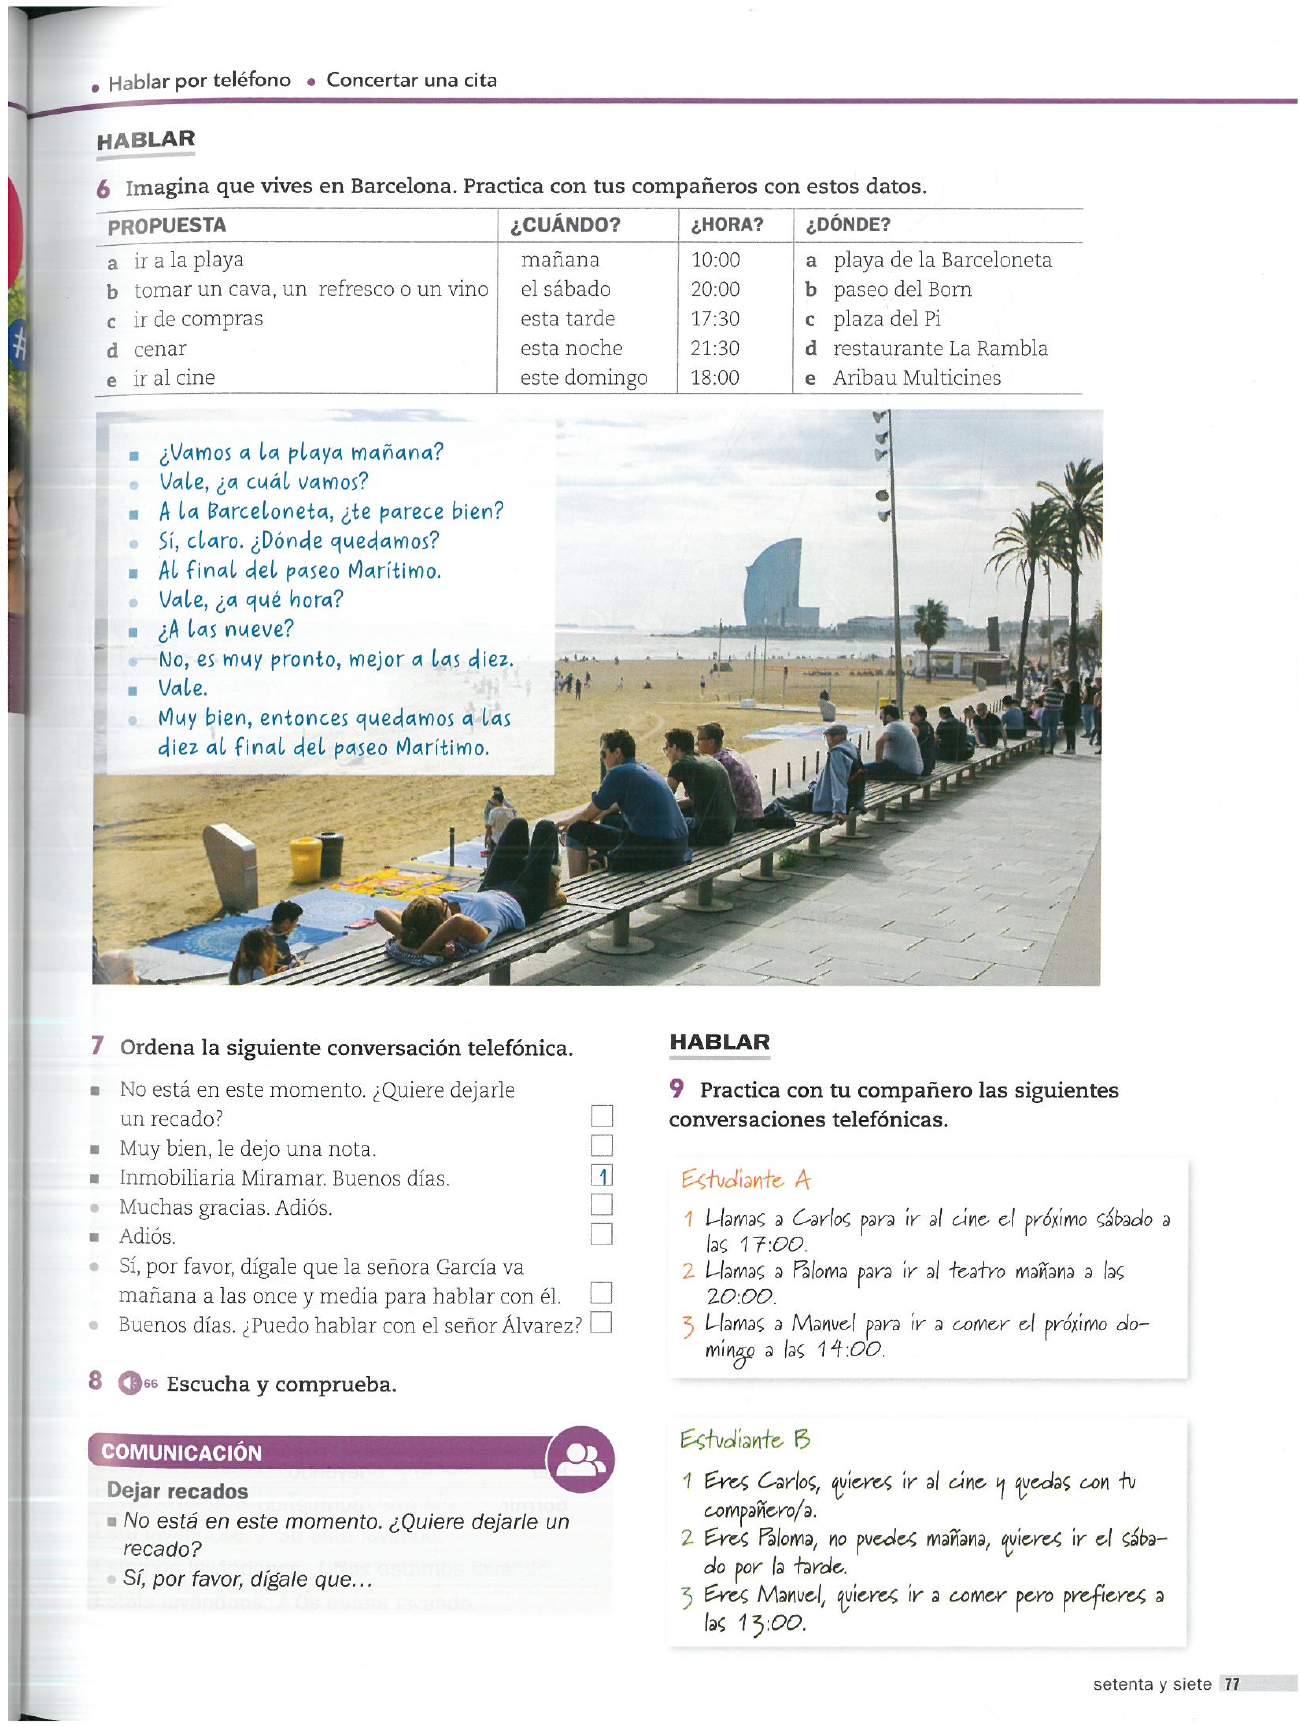 • Hablar por teléfono • Concertar una cita
HABLAR
6 Imagina que vives en Barcelona. Practica con tus compañeros con estos datos.
PROPUESTA ¿CUÁNDO? ¿HORA? ¿DÓNDE?
a ir a la playa mañana 10:00 a playa de la Barceloneta
b tomar un cava, un refresco o un vino el sábado 20:00 b paseo del Born
c ir de compras esta tarde 17:30 c plaza del Pi
d cenar esta noche 21:30 d restaurante La Rambla
e ir al cine este domingo 18:00 e Aribau Multicines
■ ¿Vamos a la playa mañana?
● Vale, ¿a cuál vamos?
■ A la Barceloneta, ¿te parece bien?
● Sí, claro. ¿Dónde quedamos?
■ Al final del paseo Marítimo.
● Vale, ¿a qué hora?
■ ¿A las nueve?
● No, es muy pronto, mejor a las diez.
■ Vale.
● Muy bien, entonces quedamos a las
diez al final del paseo Marítimo.
7 Ordena la siguiente conversación telefónica.
■ No está en este momento. ¿Quiere dejarle
un recado?
■ Muy bien, le dejo una nota.
■ Inmobiliaria Miramar. Buenos días. 1
● Muchas gracias. Adiós.
■ Adiós.
● Sí, por favor, dígale que la señora García va
mañana a las once y media para hablar con él.
● Buenos días. ¿Puedo hablar con el señor Álvarez?
8 66 Escucha y comprueba.
COMUNICACIÓN
Dejar recados
■ No está en este momento. ¿Quiere dejarle un
recado?
● Sí, por favor, dígale que...
HABLAR
9 Practica con tu compañero las siguientes
conversaciones telefónicas.
Estudiante A
1 Llamas a Carlos para ir al cine el próximo sábado a
las 17:00.
2 Llamas a Paloma para ir al teatro mañana a las
20:00.
3 Llamas a Manuel para ir a comer el próximo do-
mingo a las 14:00.
Estudiante B
1 Eres Carlos, quieres ir al cine y quedas con tu
compañero/a.
2 Eres Paloma, no puedes mañana, quieres ir el sába-
do por la tarde.
3 Eres Manuel, quieres ir a comer pero prefieres a
las 13:00.
setenta y siete 77